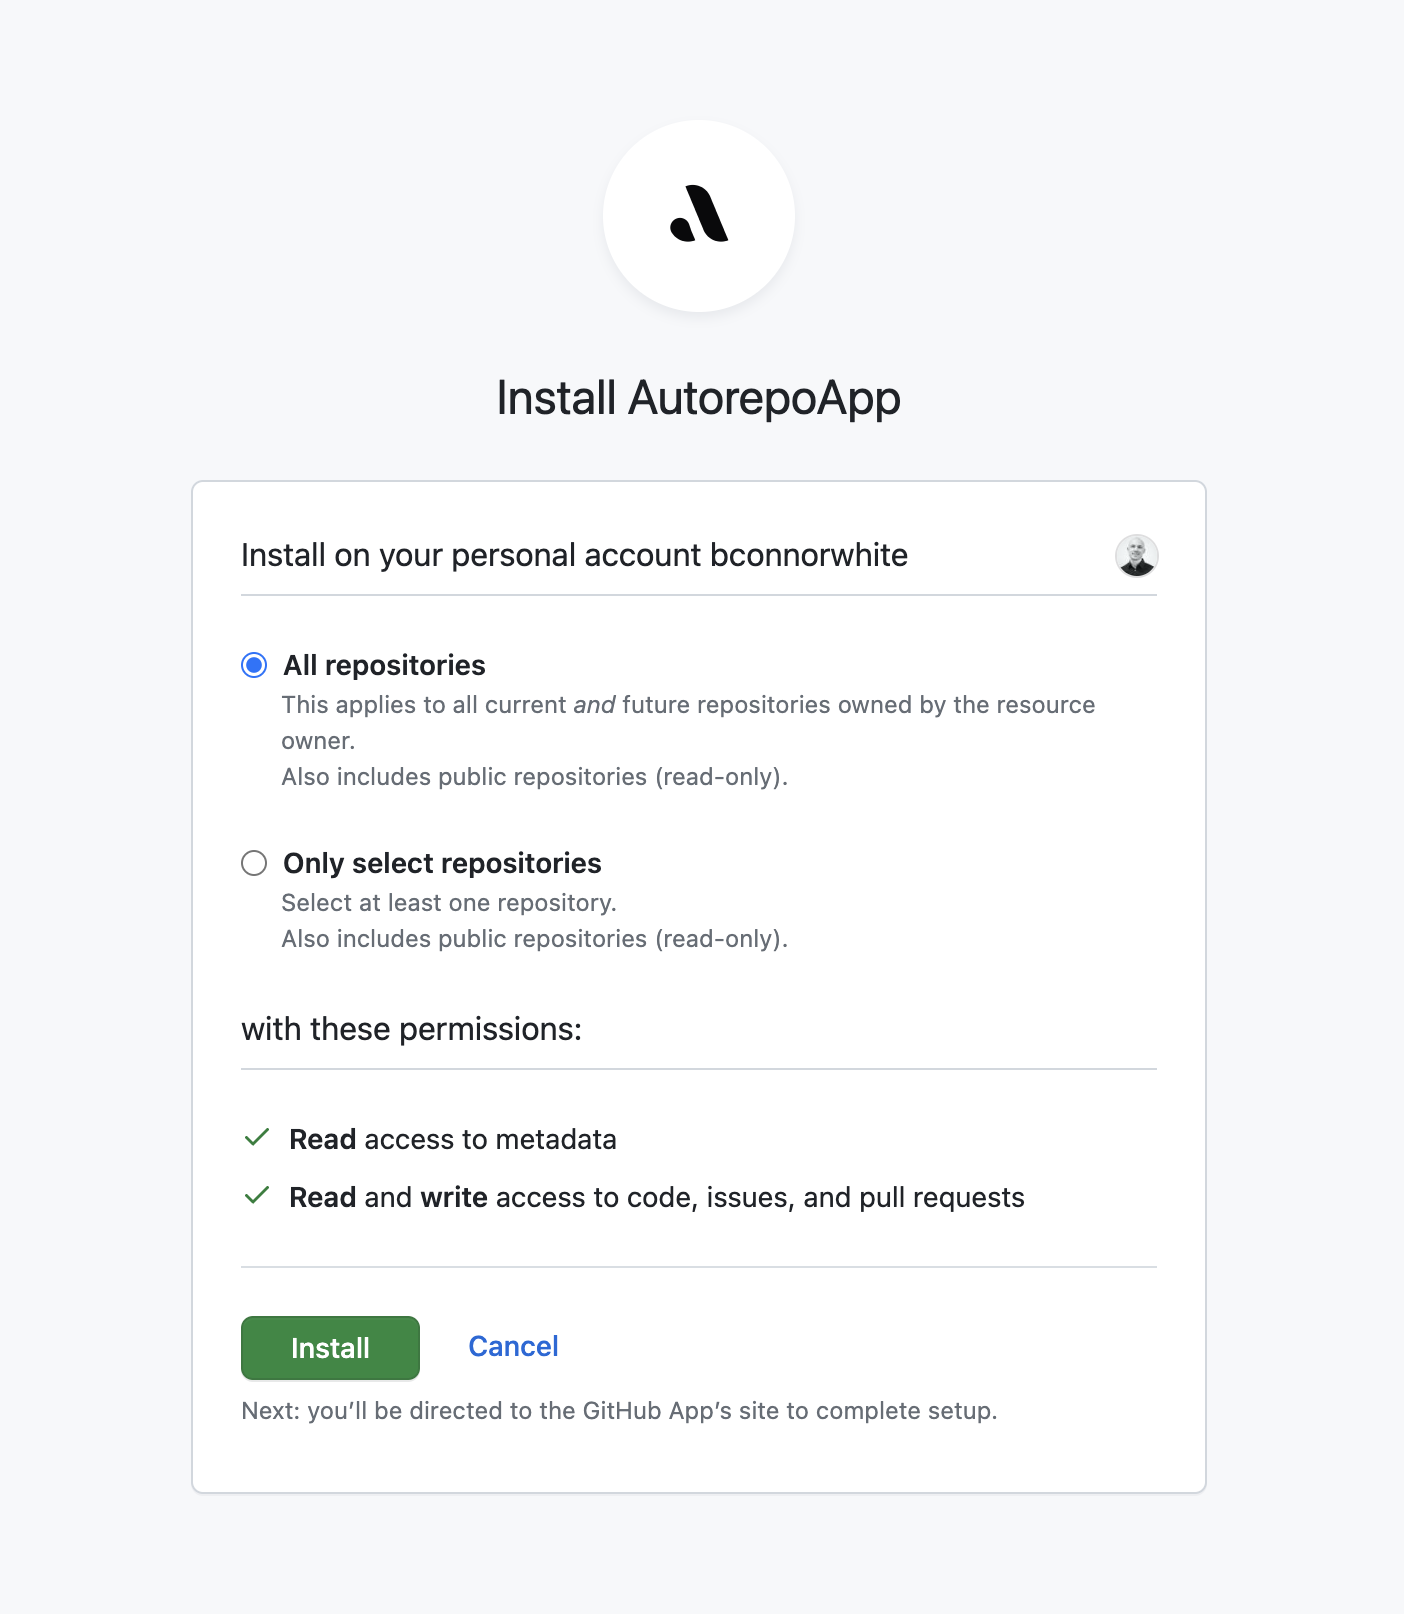 Install AutorepoApp
Install on your personal account bconnorwhite
All repositories
This applies to all current and future repositories owned by the resource
owner.
Also includes public repositories (read-only).
Only select repositories
Select at least one repository.
Also includes public repositories (read-only).
with these permissions:
Read access to metadata
Read and write access to code, issues, and pull requests
Install
Cancel
Next: you’ll be directed to the GitHub App’s site to complete setup.